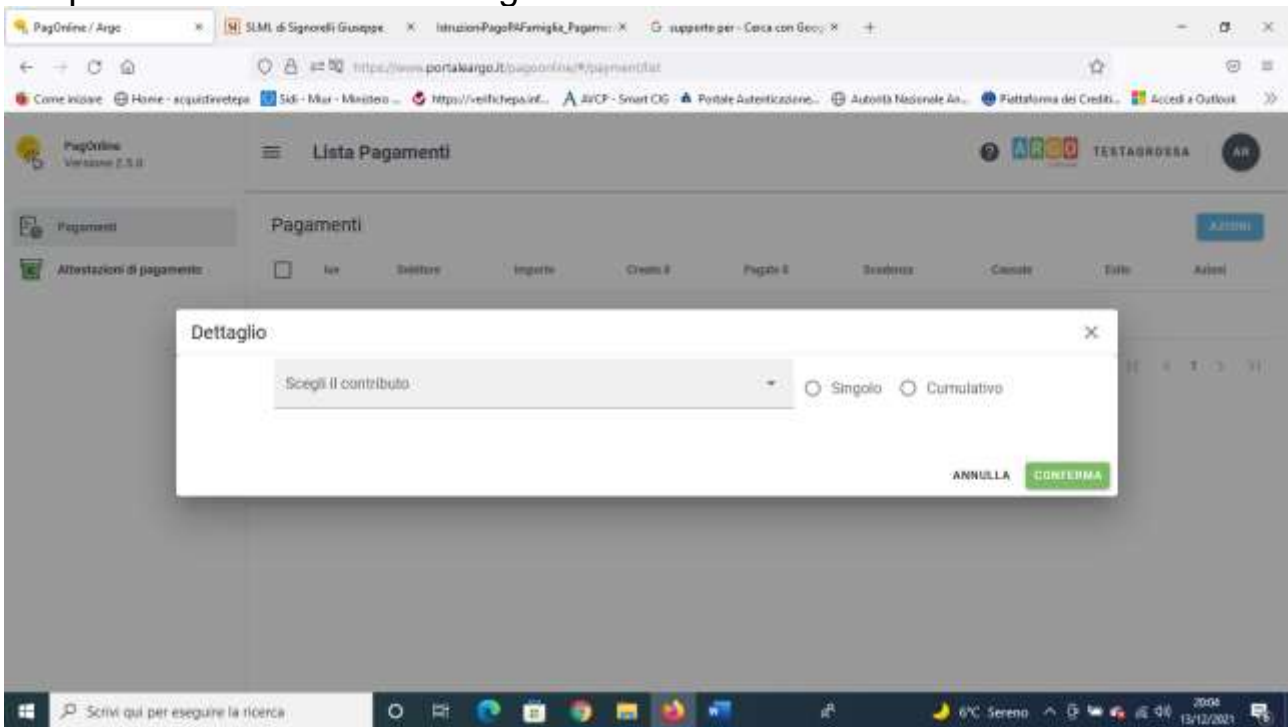 PagOnline / Argo
SLML di Signorelli Giuseppe
supporto per - Cerca con Goog
portaleargo.it
Come iniziare
Home - acquistinretepa
Sidi - Miur - Ministero ...
AVCP - Smart CIG
Portale Autenticazione...
Autorità Nazionale An...
Piattaforma dei Crediti...
Accedi a Outlook
PagOnline
Versione 2.5.0
Lista Pagamenti
ARGO
TESTAGROSSA
AR
Pagamenti
Attestazioni di pagamento
Pagamenti
AZIONI
Iuv
Debitore
Importo
Creato il
Pagato il
Scadenza
Causale
Esito
Azioni
Dettaglio
Scegli il contributo
Singolo
Cumulativo
ANNULLA
CONFERMA
Scrivi qui per eseguire la ricerca
6°C Sereno
20:04
13/12/2021